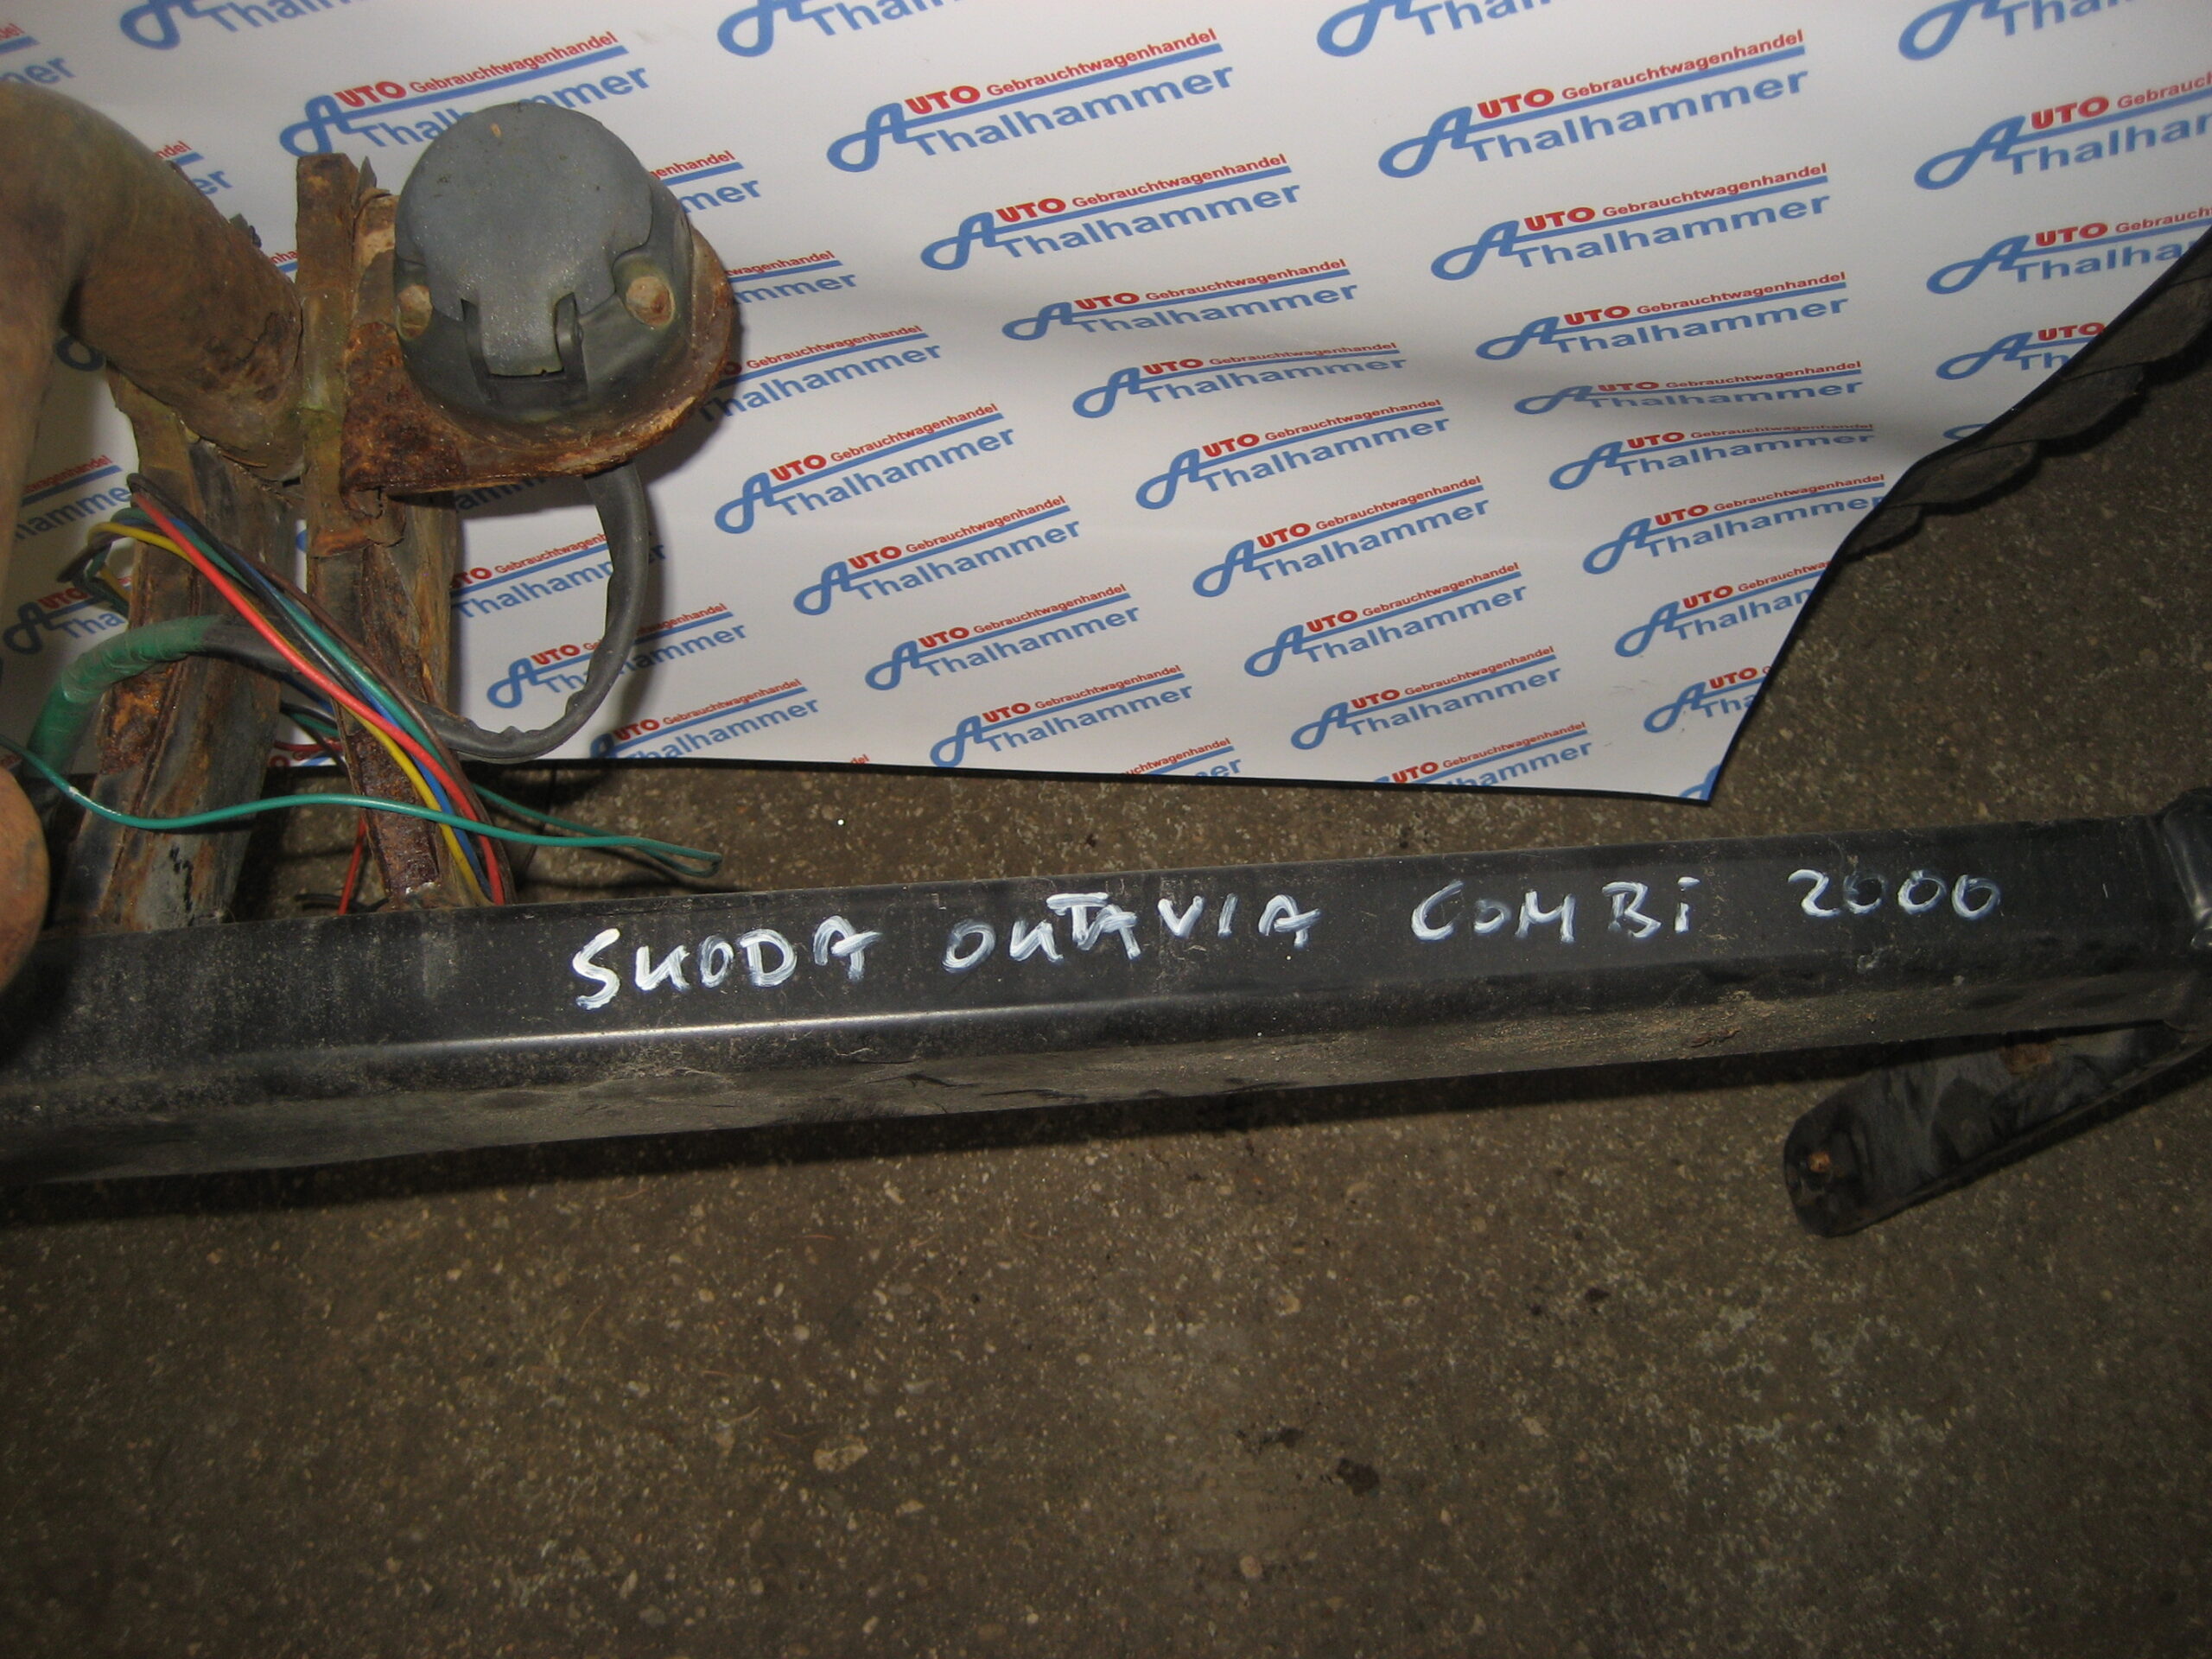 AUTO Gebrauchtwagenhandel
Thalhammer
SKODA OKTAVIA COMBi 2000